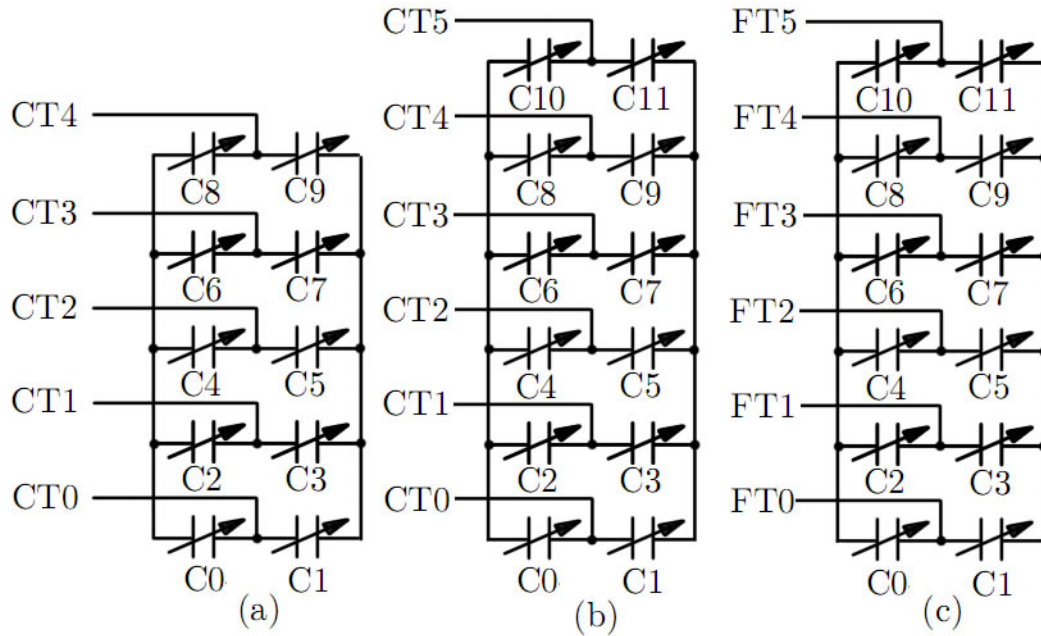 CT4
C8 C9
CT3
C6 C7
CT2
C4 C5
CT1
C2 C3
CT0
C0 C1
(a)
CT5
C10 C11
CT4
C8 C9
CT3
C6 C7
CT2
C4 C5
CT1
C2 C3
CT0
C0 C1
(b)
FT5
C10 C11
FT4
C8 C9
FT3
C6 C7
FT2
C4 C5
FT1
C2 C3
FT0
C0 C1
(c)